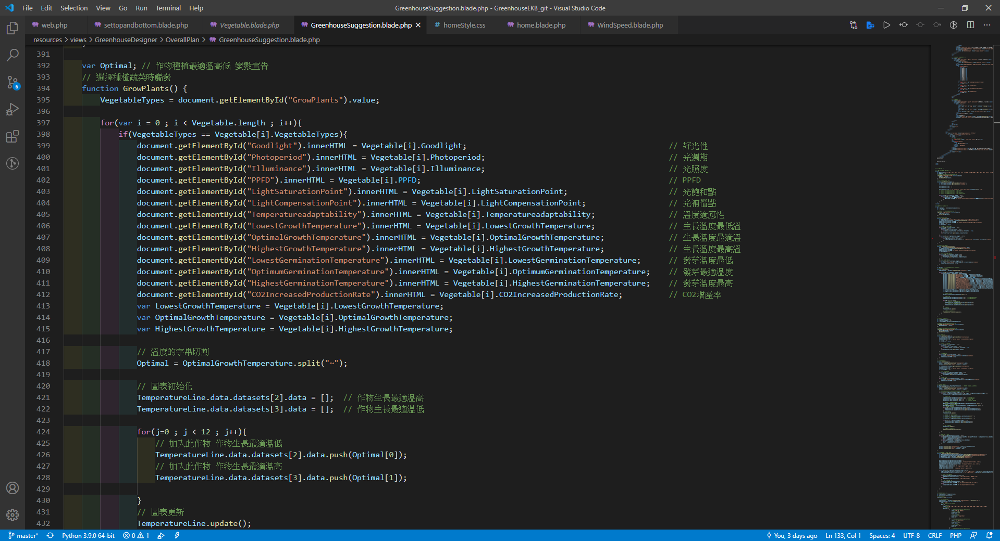 File Edit Selection View Go Run Terminal Help GreenhouseSuggestion.blade.php - GreenhouseEKB_git - Visual Studio Code
web.php settopandbottom.blade.php Vegetable.blade.php GreenhouseSuggestion.blade.php homeStyle.css home.blade.php WindSpeed.blade.php
resources > views > GreenhouseDesigner > OverallPlan > GreenhouseSuggestion.blade.php
391
392 var Optimal; // 作物種植最適溫高低 變數宣告
393 // 選擇種植蔬菜時觸發
394 function GrowPlants() {
395 VegetableTypes = document.getElementById("GrowPlants").value;
396
397 for(var i = 0 ; i < Vegetable.length ; i++){
398 if(VegetableTypes == Vegetable[i].VegetableTypes){
399 document.getElementById("Goodlight").innerHTML = Vegetable[i].Goodlight; // 好光性
400 document.getElementById("Photoperiod").innerHTML = Vegetable[i].Photoperiod; // 光週期
401 document.getElementById("Illuminance").innerHTML = Vegetable[i].Illuminance; // 光照度
402 document.getElementById("PPFD").innerHTML = Vegetable[i].PPFD; // PPFD
403 document.getElementById("LightSaturationPoint").innerHTML = Vegetable[i].LightSaturationPoint; // 光飽和點
404 document.getElementById("LightCompensationPoint").innerHTML = Vegetable[i].LightCompensationPoint; // 光補償點
405 document.getElementById("Temperatureadaptability").innerHTML = Vegetable[i].Temperatureadaptability; // 溫度適應性
406 document.getElementById("LowestGrowthTemperature").innerHTML = Vegetable[i].LowestGrowthTemperature; // 生長溫度最低溫
407 document.getElementById("OptimalGrowthTemperature").innerHTML = Vegetable[i].OptimalGrowthTemperature; // 生長溫度最適溫
408 document.getElementById("HighestGrowthTemperature").innerHTML = Vegetable[i].HighestGrowthTemperature; // 生長溫度最高溫
409 document.getElementById("LowestGerminationTemperature").innerHTML = Vegetable[i].LowestGerminationTemperature; // 發芽溫度最低
410 document.getElementById("OptimumGerminationTemperature").innerHTML = Vegetable[i].OptimumGerminationTemperature; // 發芽最適溫度
411 document.getElementById("HighestGerminationTemperature").innerHTML = Vegetable[i].HighestGerminationTemperature; // 發芽溫度最高
412 document.getElementById("CO2IncreasedProductionRate").innerHTML = Vegetable[i].CO2IncreasedProductionRate; // CO2增產率
413 var LowestGrowthTemperature = Vegetable[i].LowestGrowthTemperature;
414 var OptimalGrowthTemperature = Vegetable[i].OptimalGrowthTemperature;
415 var HighestGrowthTemperature = Vegetable[i].HighestGrowthTemperature;
416
417 // 溫度的字串切割
418 Optimal = OptimalGrowthTemperature.split("~");
419
420 // 圖表初始化
421 TemperatureLine.data.datasets[2].data = []; // 作物生長最適溫高
422 TemperatureLine.data.datasets[3].data = []; // 作物生長最適溫低
423
424 for(j=0 ; j < 12 ; j++){
425 // 加入此作物 作物生長最適溫低
426 TemperatureLine.data.datasets[2].data.push(Optimal[0]);
427 // 加入此作物 作物生長最適溫高
428 TemperatureLine.data.datasets[3].data.push(Optimal[1]);
429
430 }
431 // 圖表更新
432 TemperatureLine.update();
6
master* Python 3.9.0 64-bit 0 1 You, 3 days ago Ln 133, Col 1 Spaces: 4 UTF-8 CRLF PHP